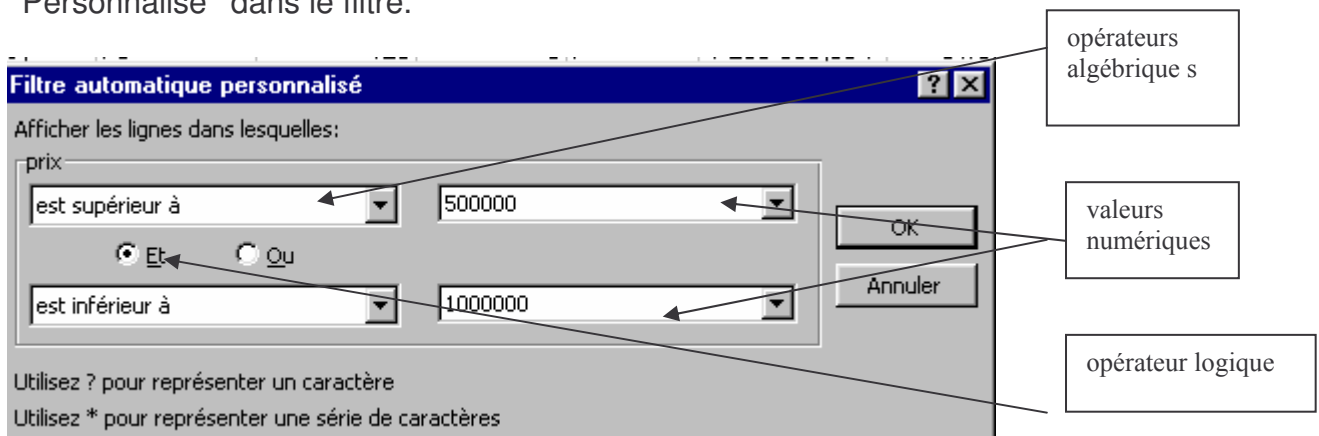 "Personnalisé" dans le filtre.
opérateurs
algébrique s
Filtre automatique personnalisé
Afficher les lignes dans lesquelles:
prix
est supérieur à
500000
valeurs
numériques
OK
Et
Ou
Annuler
est inférieur à
1000000
opérateur logique
Utilisez ? pour représenter un caractère
Utilisez * pour représenter une série de caractères